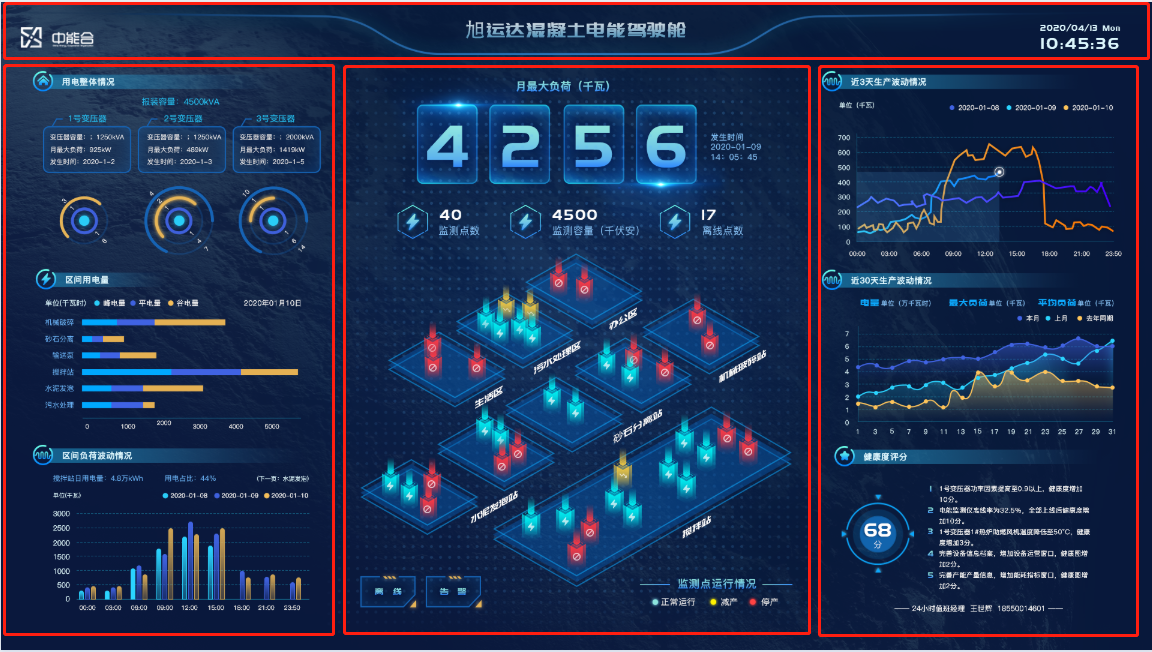 中能合
旭运达混凝土电能驾驶舱
2020/04/13 Mon
10:45:36
用电整体情况
报装容量：4500kVA
1号变压器
2号变压器
3号变压器
变压器容量：；1250kVA
月最大负荷：925kW
发生时间：2020-1-2
变压器容量：；1250kVA
月最大负荷：489kW
发生时间：2020-1-3
变压器容量：；2000kVA
月最大负荷：1419kW
发生时间：2020-1-5
区间用电量
单位(千瓦时) 峰电量 平电量 谷电量
2020年01月10日
机械破碎
砂石分离
输送泵
搅拌站
水泥发泡
污水处理
0 1000 2000 3000 4000 5000
区间负荷波动情况
搅拌站日用电量：4.8万kWh 用电占比：44% (下一页：水泥发泡)
单位(千瓦) 2020-01-08 2020-01-09 2020-01-10
3000
2500
2000
1500
1000
500
0
00:00 03:00 06:00 09:00 12:00 15:00 18:00 21:00 23:50
月最大负荷（千瓦）
4256
发生时间
2020-01-09
14：05：45
40
监测点数
4500
监测容量（千伏安）
17
离线点数
办公区
污水处理区
机械破碎站
生活区
砂石分离站
水泥发泡站
搅拌站
离 线
告 警
监测点运行情况
正常运行 减产 停产
近3天生产波动情况
单位（千瓦） 2020-01-08 2020-01-09 2020-01-10
700
600
500
400
300
200
100
0
00:00 03:00 06:00 09:00 12:00 15:00 18:00 21:00 23:50
近30天生产波动情况
电量 单位（万千瓦时） 最大负荷 单位（千瓦） 平均负荷 单位（千瓦）
本月 上月 去年同期
7
6
5
4
3
2
1
0
1 3 5 7 9 11 13 15 17 19 21 23 25 27 29 31
健康度评分
68
分
1 1号变压器功率因素提高至0.9以上，健康度增加
10分。
2 电能监测仪离线率为32.5%，全部上线后健康度增
加10分。
3 1号变压器1#热炉助燃风机温度降低至50℃，健康
度增加3分。
4 完善设备信息档案，增加设备运营窗口，健康图增
加2分。
5 完善产能产量信息，增加能耗指标窗口，健康图增
加2分。
24小时值班经理 王世辉 18550014601